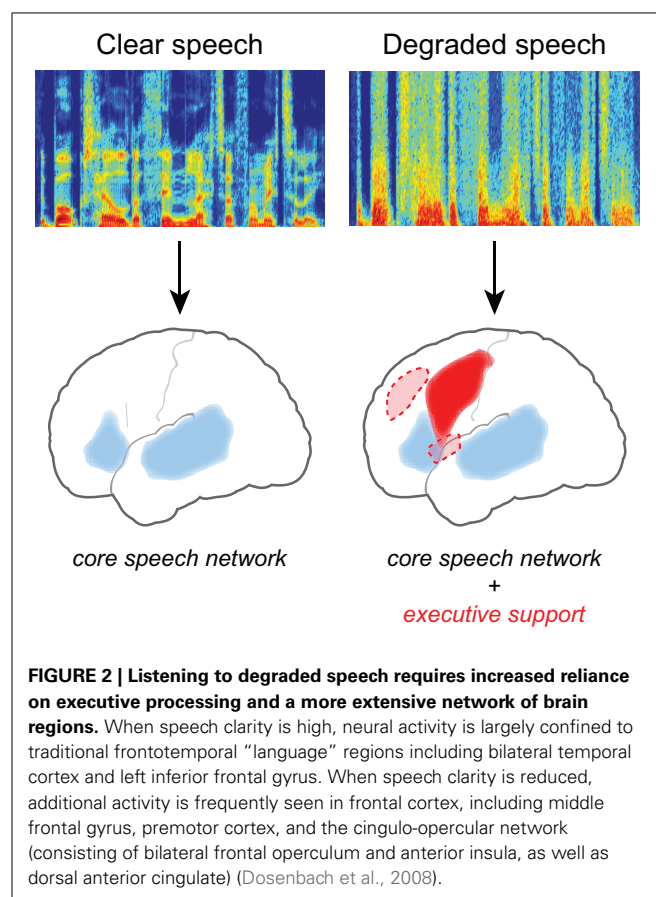 Clear speech
Degraded speech
core speech network
core speech network
+
executive support
FIGURE 2 | Listening to degraded speech requires increased reliance
on executive processing and a more extensive network of brain
regions. When speech clarity is high, neural activity is largely confined to
traditional frontotemporal “language” regions including bilateral temporal
cortex and left inferior frontal gyrus. When speech clarity is reduced,
additional activity is frequently seen in frontal cortex, including middle
frontal gyrus, premotor cortex, and the cingulo-opercular network
(consisting of bilateral frontal operculum and anterior insula, as well as
dorsal anterior cingulate) (Dosenbach et al., 2008).